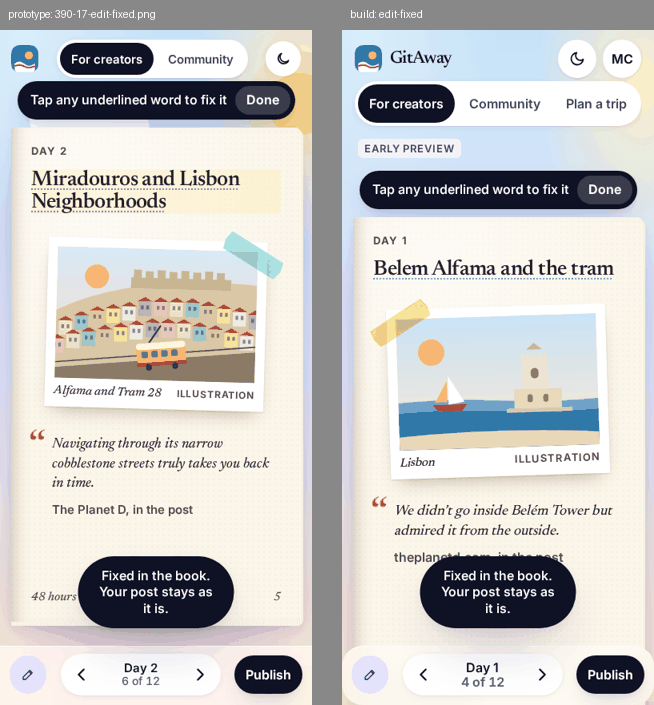 prototype: 390-17-edit-fixed.png
For creators
Community
Tap any underlined word to fix it
Done
DAY 2
Miradouros and Lisbon
Neighborhoods
Alfama and Tram 28
ILLUSTRATION
“
Navigating through its narrow
cobblestone streets truly takes you back
in time.
The Planet D, in the post
48 hours
5
Fixed in the book.
Your post stays as
it is.
Day 2
6 of 12
Publish
build: edit-fixed
GitAway
MC
For creators
Community
Plan a trip
EARLY PREVIEW
Tap any underlined word to fix it
Done
DAY 1
Belem Alfama and the tram
Lisbon
ILLUSTRATION
“
We didn’t go inside Belém Tower but
admired it from the outside.
theplanetd.com, in the post
Fixed in the book.
Your post stays as
it is.
Day 1
4 of 12
Publish